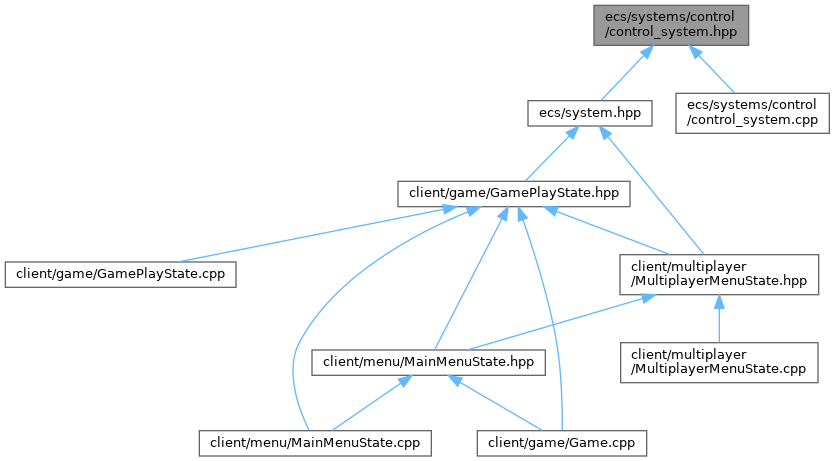 ecs/systems/control
/control_system.hpp
ecs/system.hpp
ecs/systems/control
/control_system.cpp
client/game/GamePlayState.hpp
client/game/GamePlayState.cpp
client/multiplayer
/MultiplayerMenuState.hpp
client/menu/MainMenuState.hpp
client/multiplayer
/MultiplayerMenuState.cpp
client/menu/MainMenuState.cpp
client/game/Game.cpp